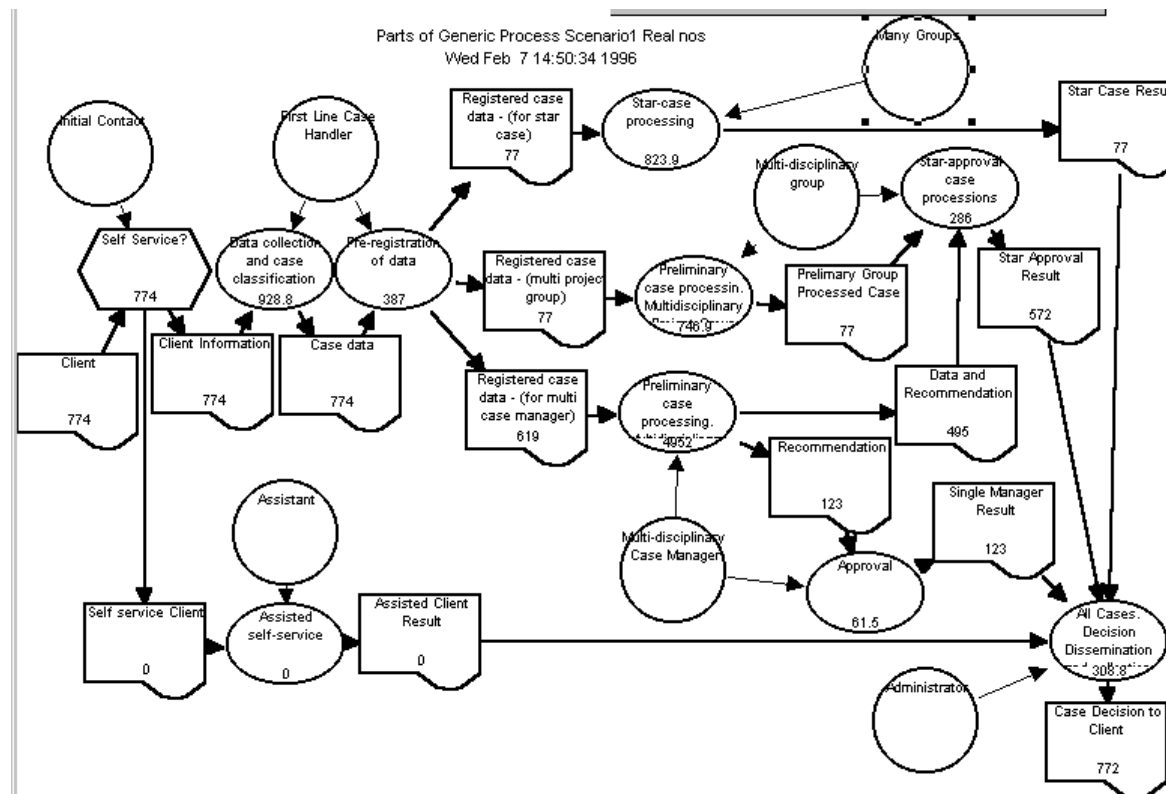 Parts of Generic Process Scenario1 Real nos
Wed Feb 7 14:50:34 1996
Many Groups
Initial Contact
First Line Case
Handler
Registered case
data - (for star
case)
77
Star-case
processing
823.9
Star Case Resu
77
Multi-disciplinary
group
Star-approval
case
processions
286
Self Service?
774
Data collection
and case
classification
928.8
Pre-registration
of data
387
Registered case
data - (multi project
group)
77
Preliminary
case processin.
Multidisciplinary
746.9
Prelimary Group
Processed Case
77
Star Approval
Result
572
Client
774
Client Information
774
Case data
774
Registered case
data - (for multi
case manager)
619
Preliminary
case
processing.
4952
Data and
Recommendation
495
Recommendation
123
Single Manager
Result
123
Assistant
Multi-disciplinary
Case Manager
Approval
61.5
Self service Client
0
Assisted
self-service
0
Assisted Client
Result
0
All Cases.
Decision
Dissemination
308.8
Administrator
Case Decision to
Client
772